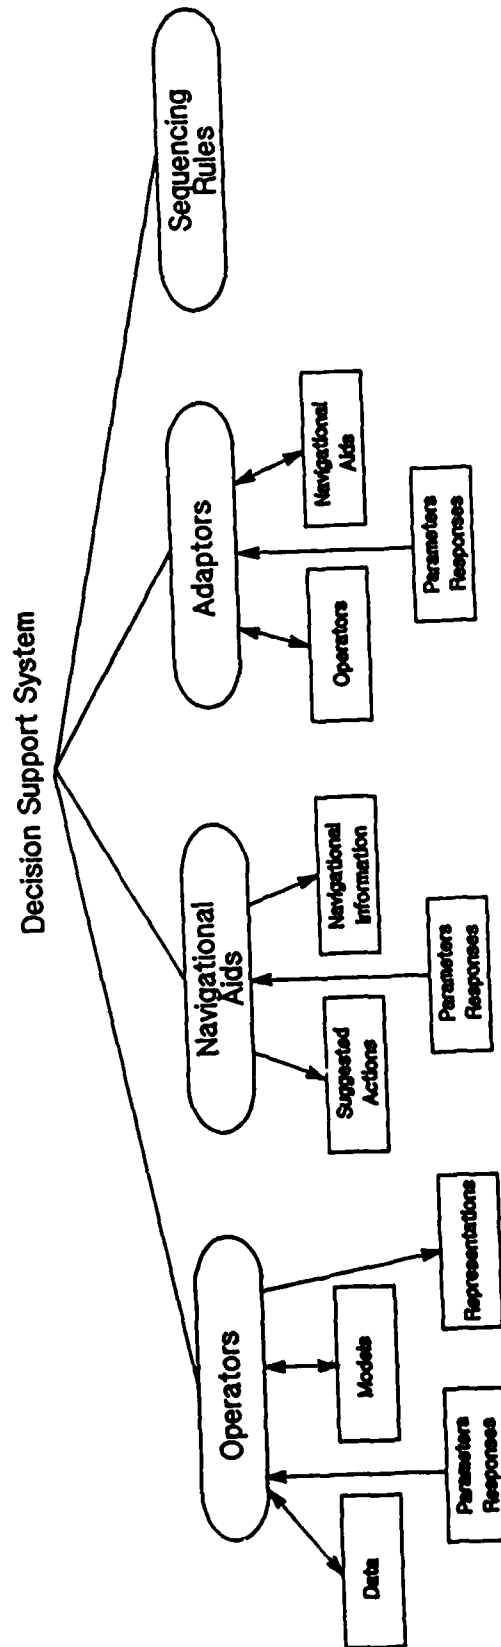 Decision Support System
Operators
Navigational
Aids
Adaptors
Sequencing
Rules
Data
Models
Suggested
Actions
Navigational
Information
Operators
Navigational
Aids
Parameters
Responses
Representations
Parameters
Responses
Parameters
Responses